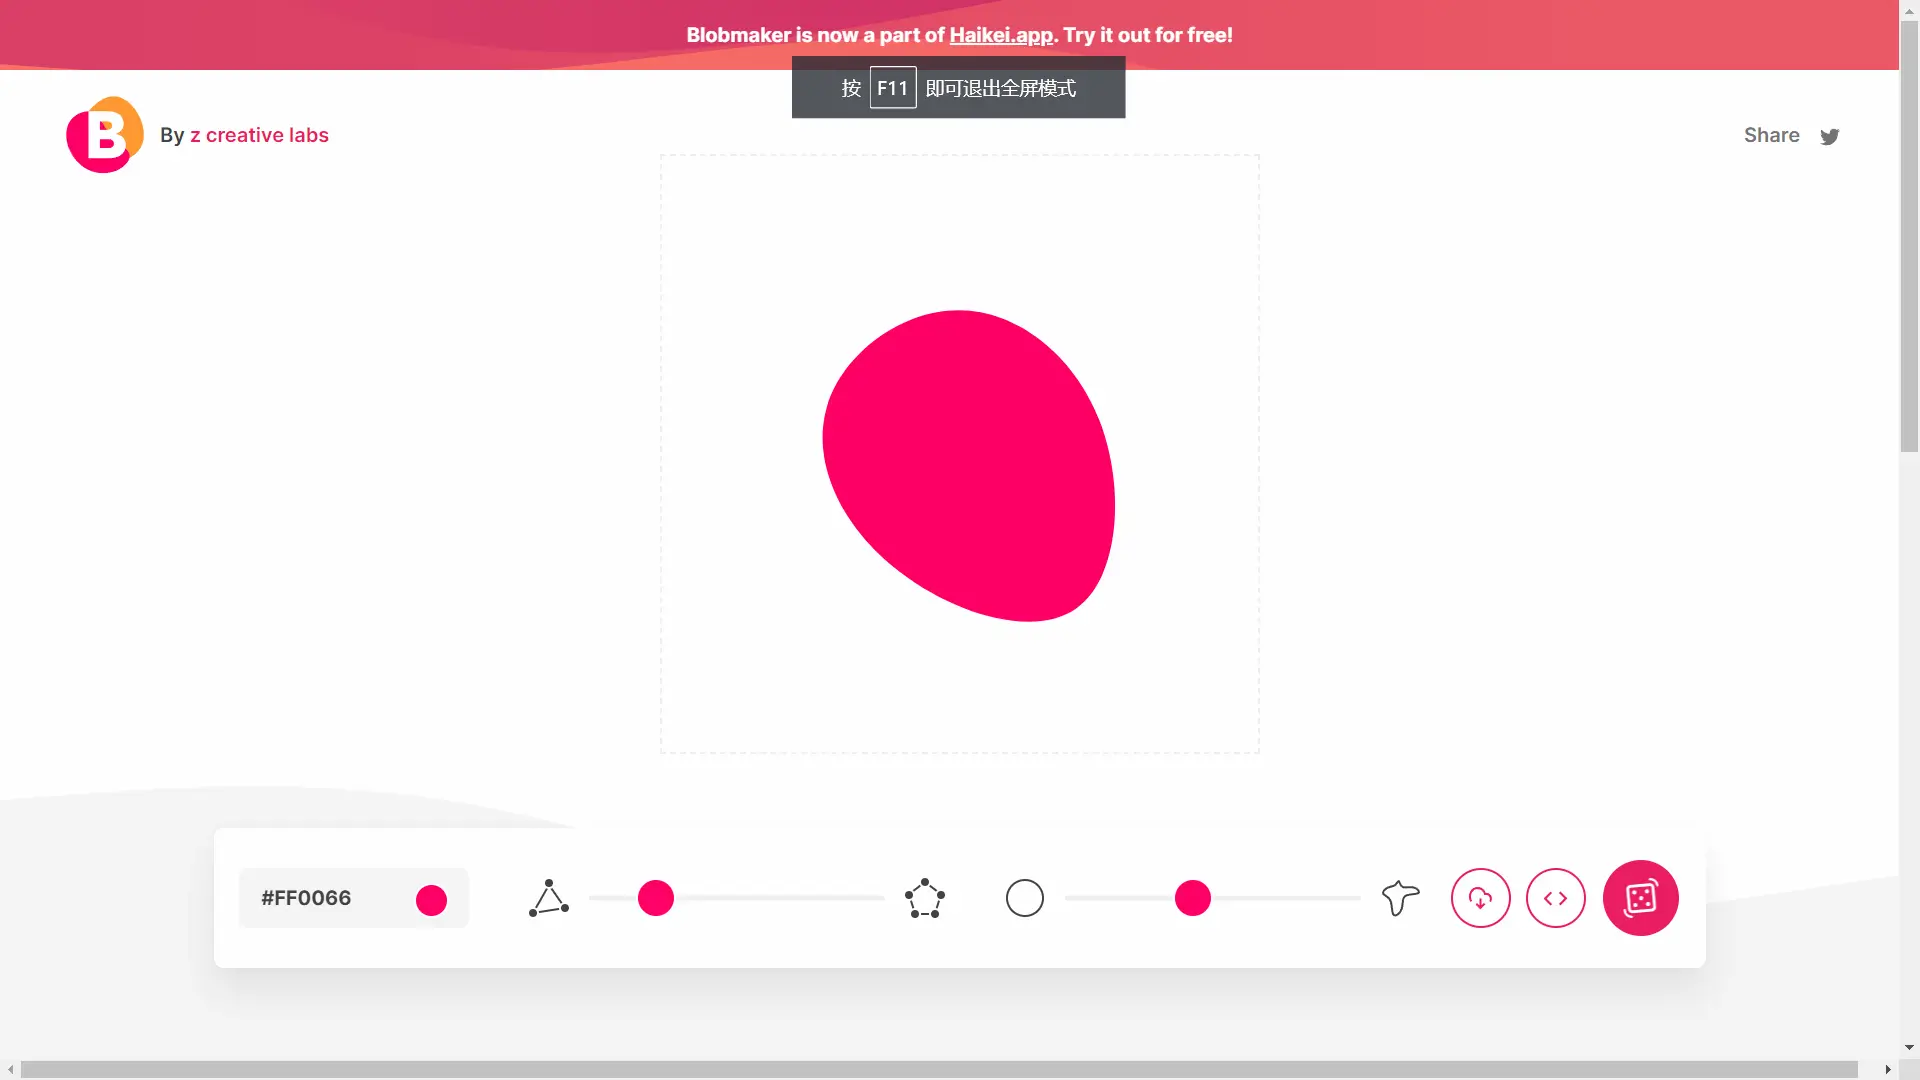 Blobmaker is now a part of Haikei.app. Try it out for free!
按 F11 即可退出全屏模式
B By z creative labs
Share
#FF0066